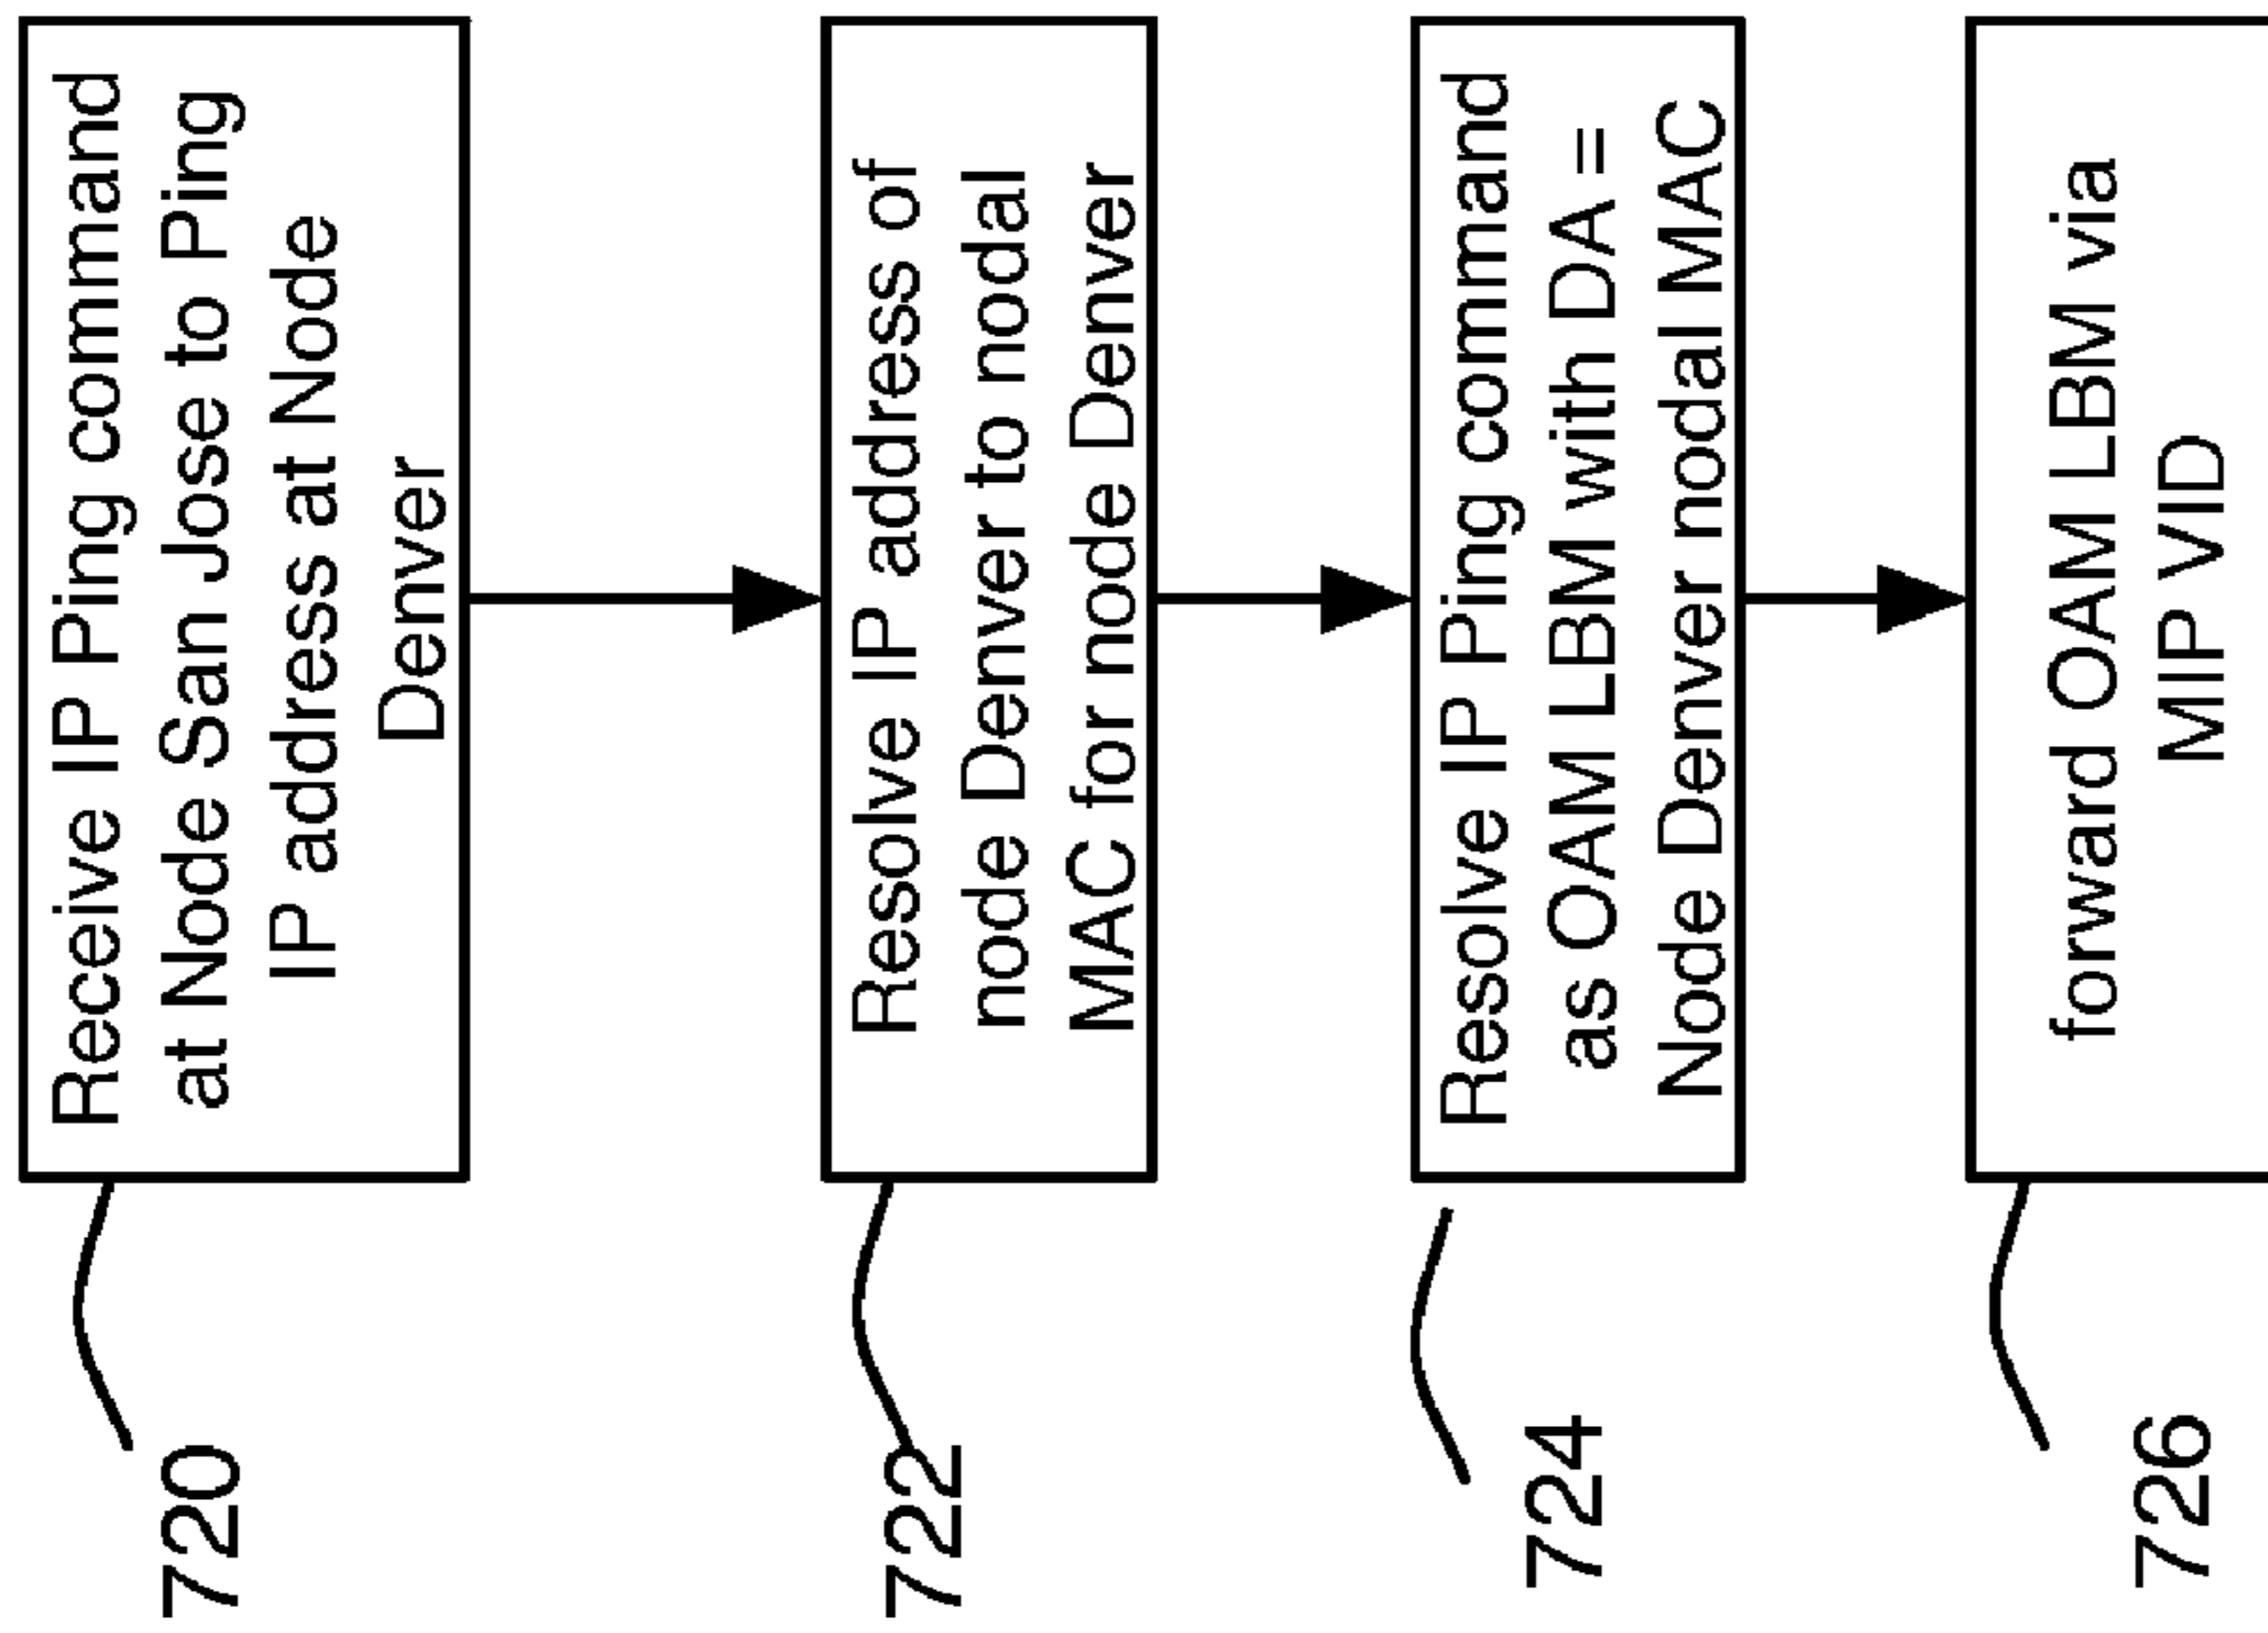 Receive IP Ping command
at Node San Jose to Ping
IP address at Node
Denver
720
Resolve IP address of
node Denver to nodal
MAC for node Denver
722
Resolve IP Ping command
as OAM LBM with DA =
Node Denver nodal MAC
724
forward OAM LBM via
MIP VID
726